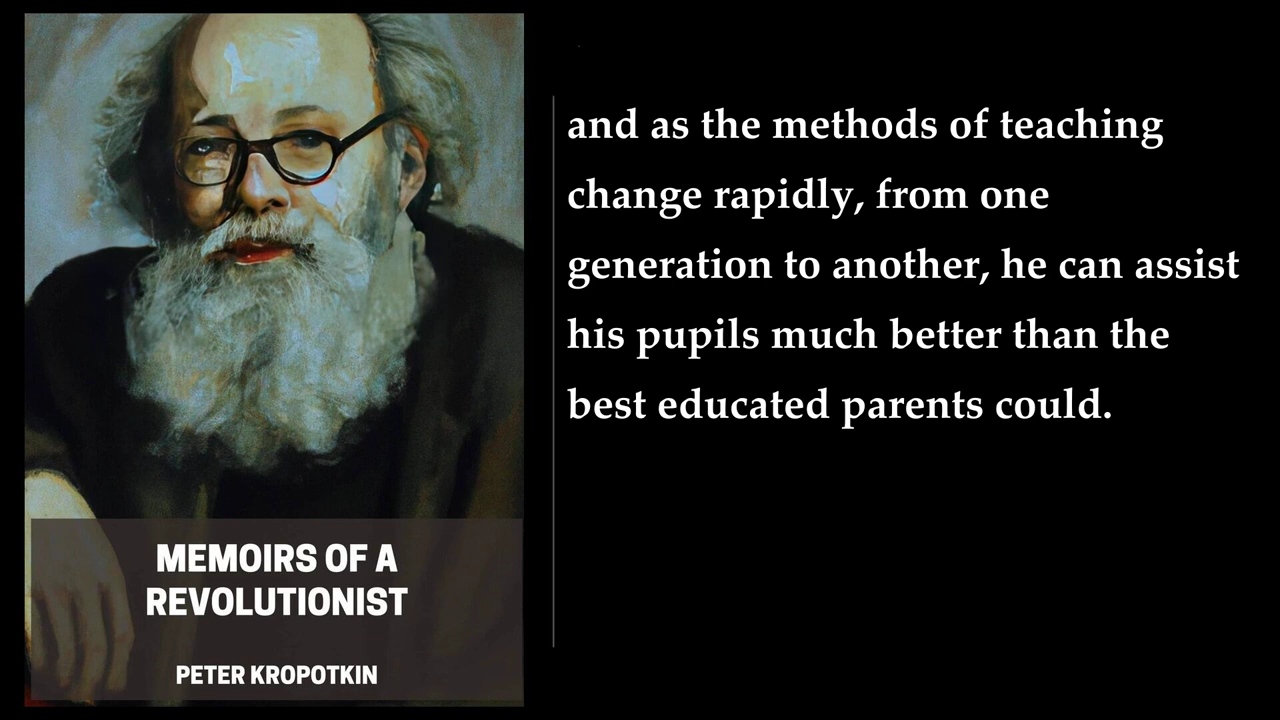 MEMOIRS OF A
REVOLUTIONIST
PETER KROPOTKIN
and as the methods of teaching
change rapidly, from one
generation to another, he can assist
his pupils much better than the
best educated parents could.